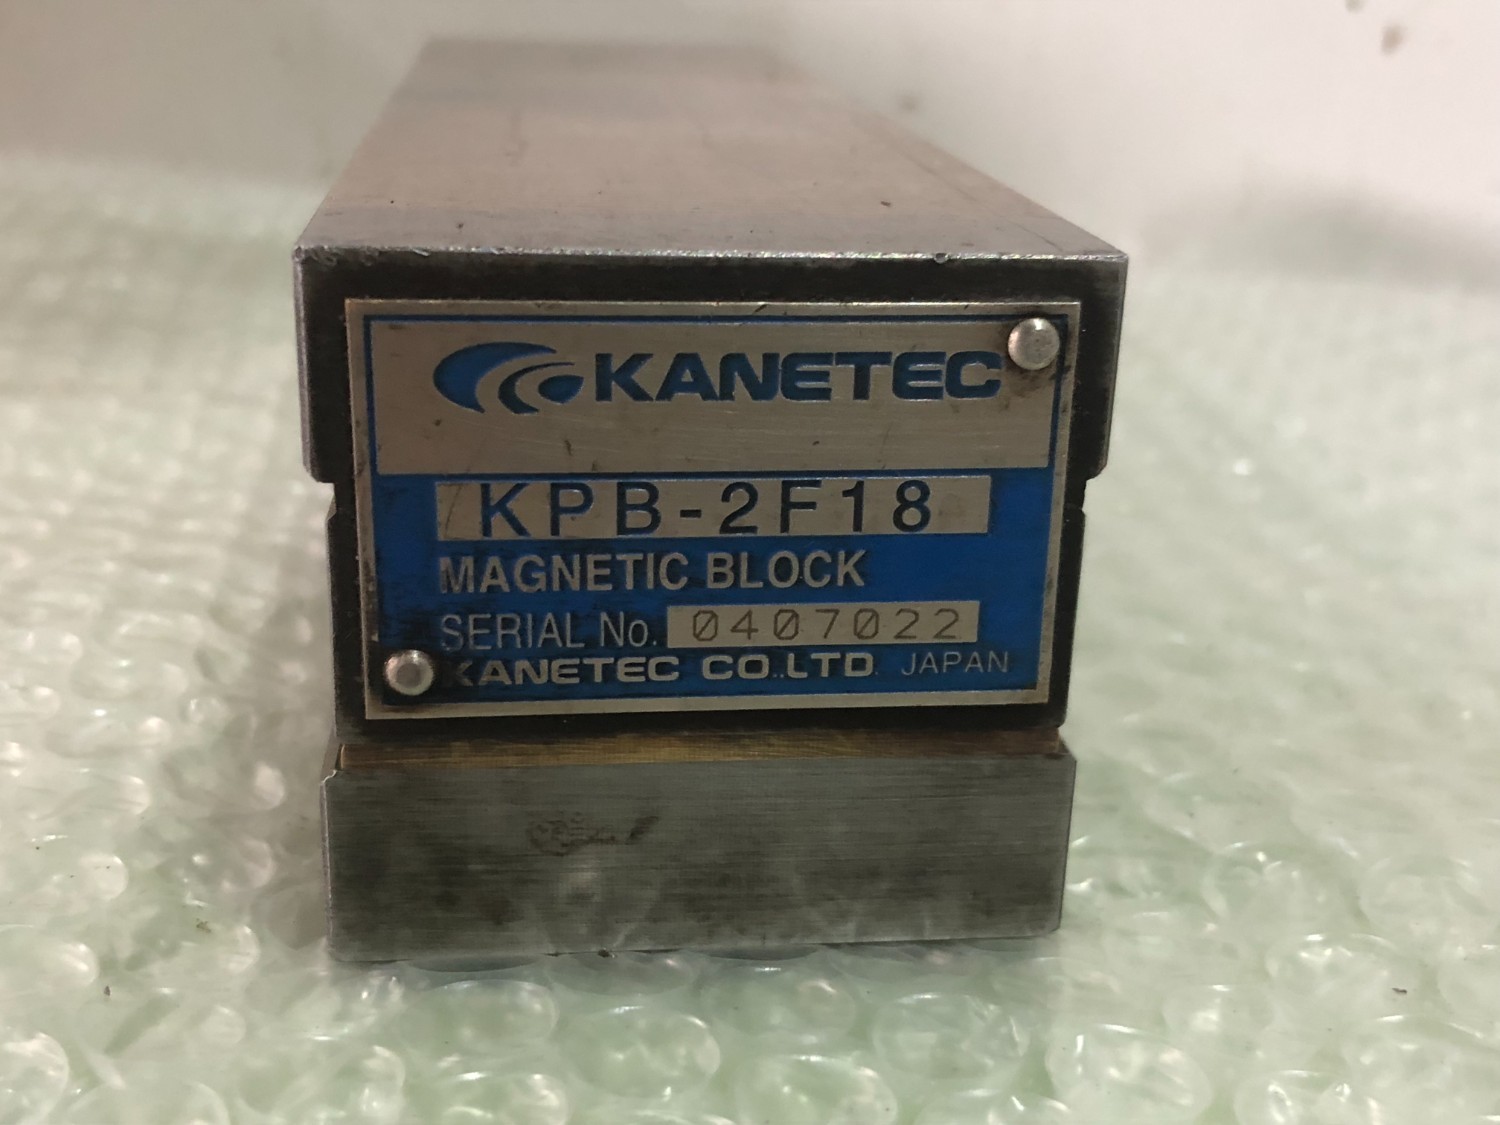 KANETEC
KPB-2F18
MAGNETIC BLOCK
SERIAL No. 0407022
KANETEC CO.,LTD. JAPAN